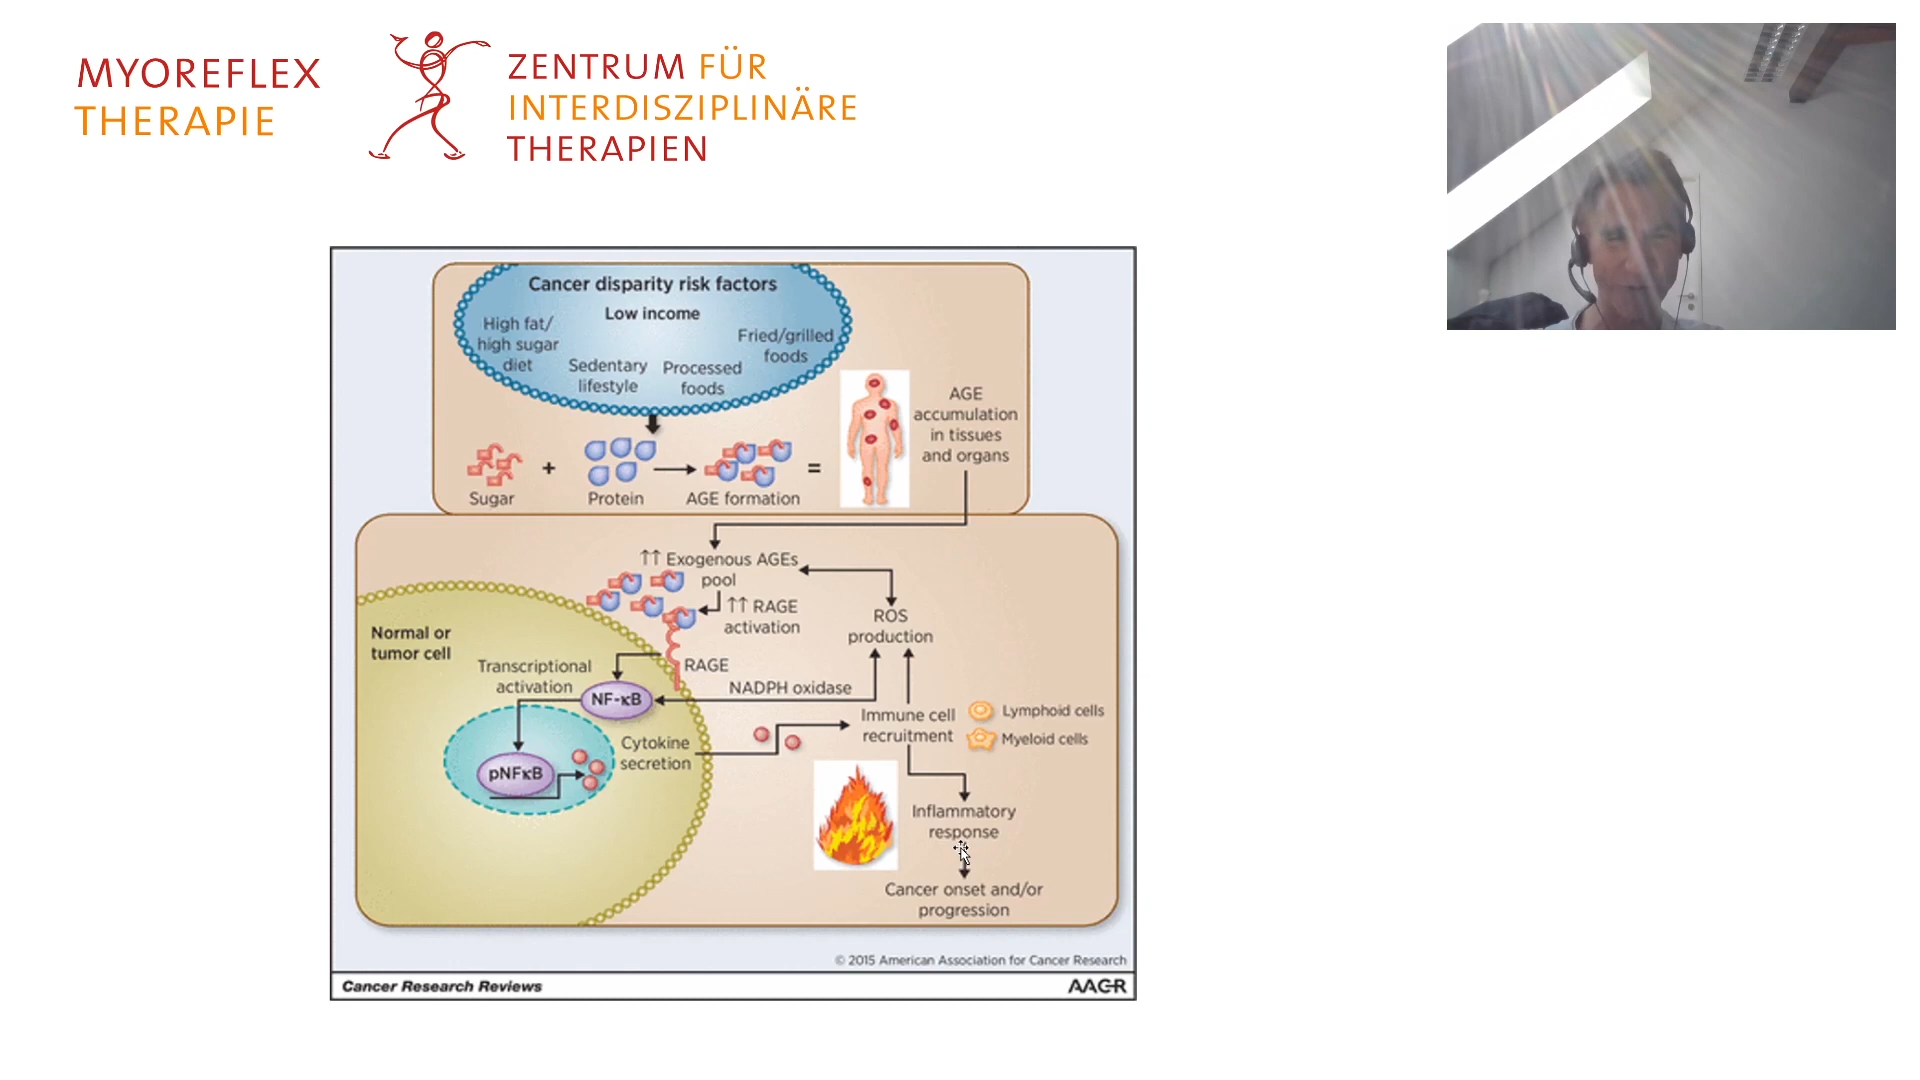 MYOREFLEX
THERAPIE
ZENTRUM FÜR
INTERDISZIPLINÄRE
THERAPIEN
Cancer disparity risk factors
Low income
High fat/
high sugar
diet
Sedentary
lifestyle
Processed
foods
Fried/grilled
foods
AGE
accumulation
in tissues
and organs
+
=
Sugar
Protein
AGE formation
↑↑ Exogenous AGEs
pool
↑↑ RAGE
activation
ROS
production
Normal or
tumor cell
Transcriptional
activation
RAGE
NF-κB
NADPH oxidase
Immune cell
recruitment
Lymphoid cells
Myeloid cells
Cytokine
secretion
pNFκB
Inflammatory
response
Cancer onset and/or
progression
© 2015 American Association for Cancer Research
Cancer Research Reviews
AACR